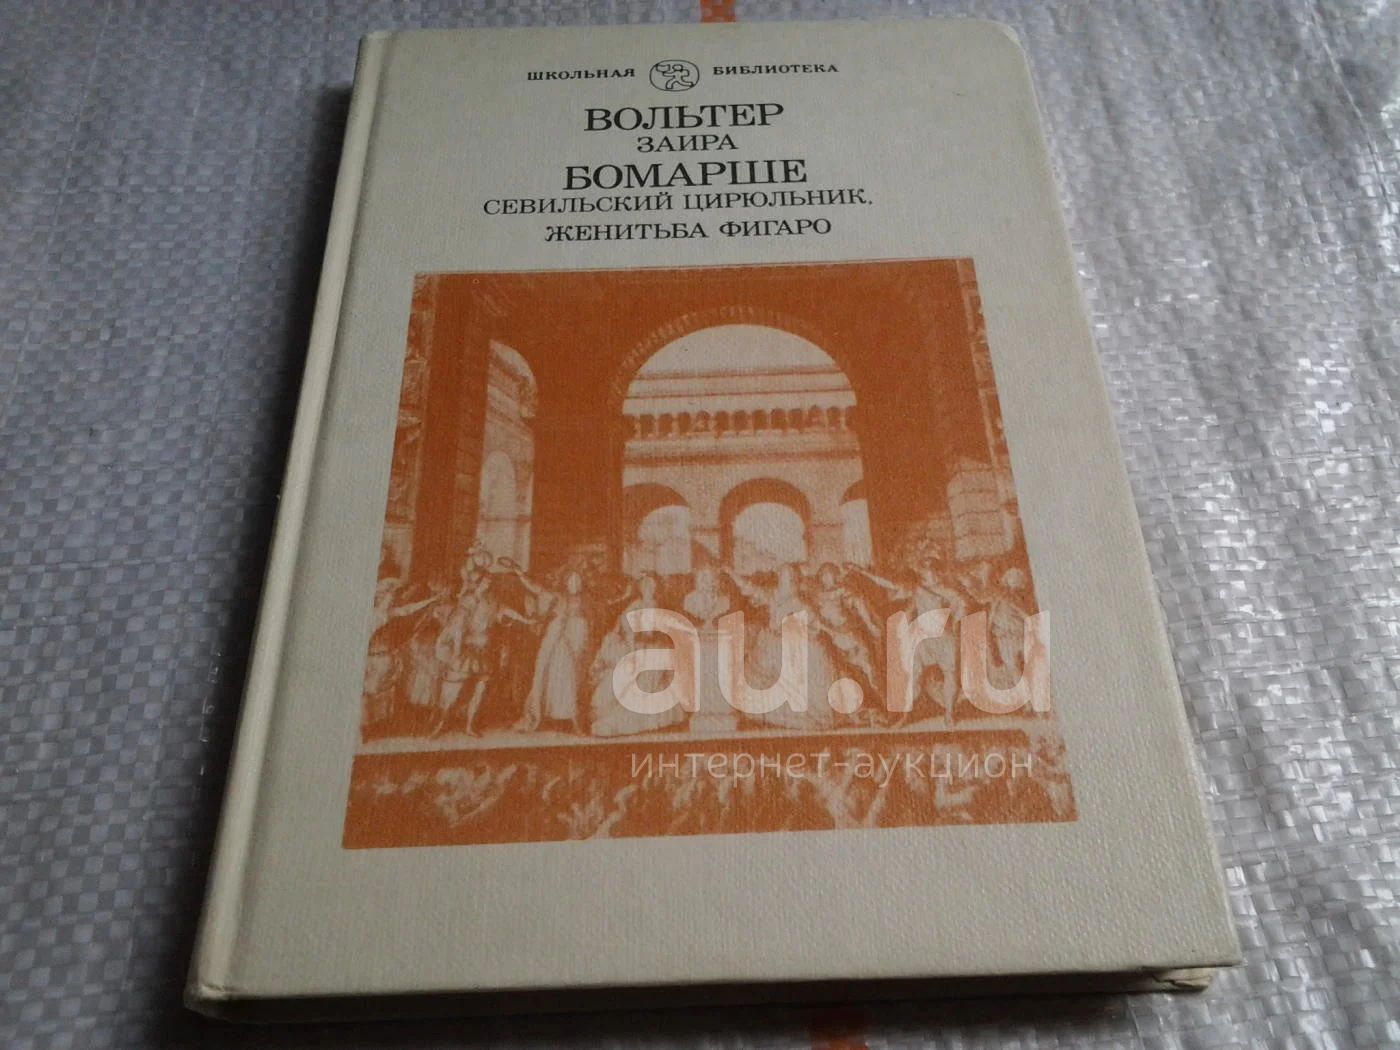 ШКОЛЬНАЯ БИБЛИОТЕКА
ВОЛЬТЕР
ЗАИРА
БОМАРШЕ
СЕВИЛЬСКИЙ ЦИРЮЛЬНИК.
ЖЕНИТЬБА ФИГАРО
au.ru
интернет-аукцион